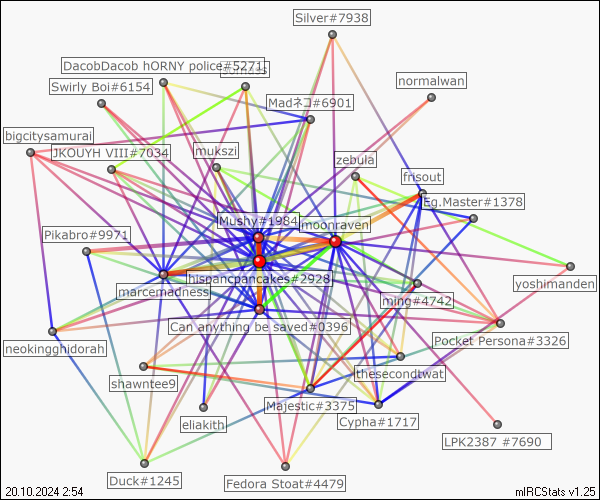 Silver#7938
DacobDacob hORNY police#5271
Swirly Boi#6154
normalwan
Madネコ#6901
bigcitysamurai
JKOUYH VIII#7034
mukszi
zebula
frisout
Eg.Master#1378
Mushy#1984
moonraven
Pikabro#9971
hispancpancakes#2928
marcemadness
ming#4742
yoshimanden
Can anything be saved#0396
Pocket Persona#3326
neokingghidorah
thesecondtwat
shawntee9
Majestic#3375
Cypha#1717
eliakith
LPK2387 #7690
Duck#1245
Fedora Stoat#4479
20.10.2024 2:54
mIRCStats v1.25